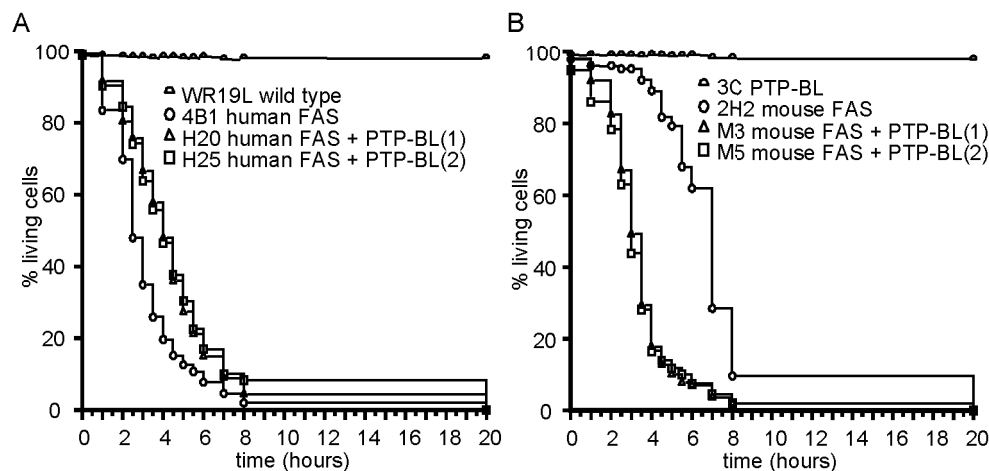 A
100
80
60
40
20
0
% living cells
WR19L wild type
4B1 human FAS
H20 human FAS + PTP-BL(1)
H25 human FAS + PTP-BL(2)
0 2 4 6 8 10 12 14 16 18 20
time (hours)
B
100
80
60
40
20
0
% living cells
3C PTP-BL
2H2 mouse FAS
M3 mouse FAS + PTP-BL(1)
M5 mouse FAS + PTP-BL(2)
0 2 4 6 8 10 12 14 16 18 20
time (hours)